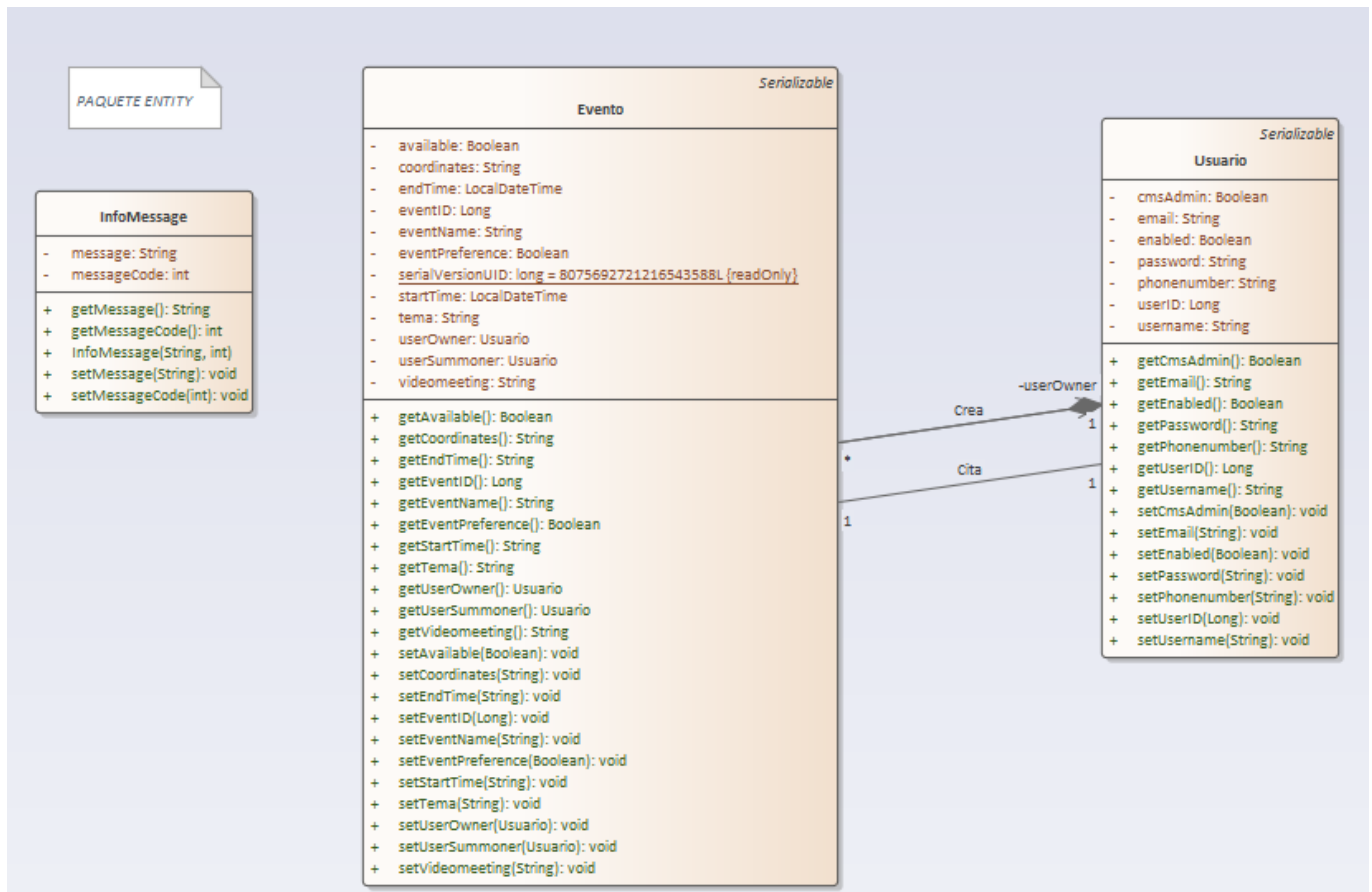 PAQUETE ENTITY
InfoMessage
- message: String
- messageCode: int
+ getMessage(): String
+ getMessageCode(): int
+ InfoMessage(String, int)
+ setMessage(String): void
+ setMessageCode(int): void
Serializable
Evento
- available: Boolean
- coordinates: String
- endTime: LocalDateTime
- eventID: Long
- eventName: String
- eventPreference: Boolean
- serialVersionUID: long = 8075692721216543588L {readOnly}
- startTime: LocalDateTime
- tema: String
- userOwner: Usuario
- userSummoner: Usuario
- videomeeting: String
+ getAvailable(): Boolean
+ getCoordinates(): String
+ getEndTime(): String
+ getEventID(): Long
+ getEventName(): String
+ getEventPreference(): Boolean
+ getStartTime(): String
+ getTema(): String
+ getUserOwner(): Usuario
+ getUserSummoner(): Usuario
+ getVideomeeting(): String
+ setAvailable(Boolean): void
+ setCoordinates(String): void
+ setEndTime(String): void
+ setEventID(Long): void
+ setEventName(String): void
+ setEventPreference(Boolean): void
+ setStartTime(String): void
+ setTema(String): void
+ setUserOwner(Usuario): void
+ setUserSummoner(Usuario): void
+ setVideomeeting(String): void
-userOwner
Crea
1
*
Cita
1
1
Serializable
Usuario
- cmsAdmin: Boolean
- email: String
- enabled: Boolean
- password: String
- phonenumber: String
- userID: Long
- username: String
+ getCmsAdmin(): Boolean
+ getEmail(): String
+ getEnabled(): Boolean
+ getPassword(): String
+ getPhonenumber(): String
+ getUserID(): Long
+ getUsername(): String
+ setCmsAdmin(Boolean): void
+ setEmail(String): void
+ setEnabled(Boolean): void
+ setPassword(String): void
+ setPhonenumber(String): void
+ setUserID(Long): void
+ setUsername(String): void